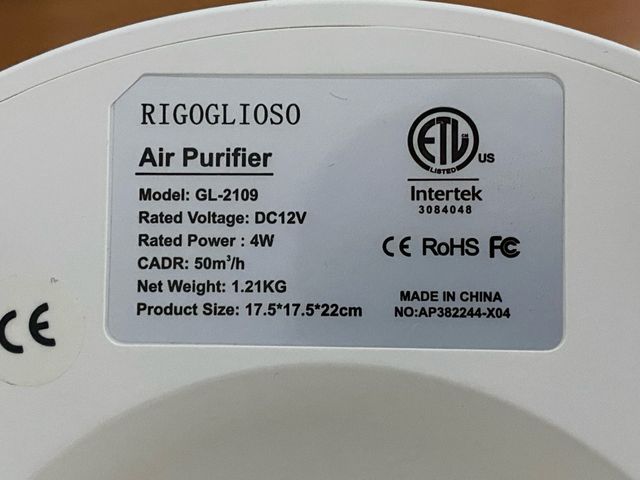 RIGOGLIOSO
Air Purifier
Model: GL-2109
Rated Voltage: DC12V
Rated Power : 4W
CADR: 50m³/h
Net Weight: 1.21KG
Product Size: 17.5*17.5*22cm
ETL CM
LISTED
US
Intertek
3084048
CE RoHS FC
MADE IN CHINA
NO:AP382244-X04
CE